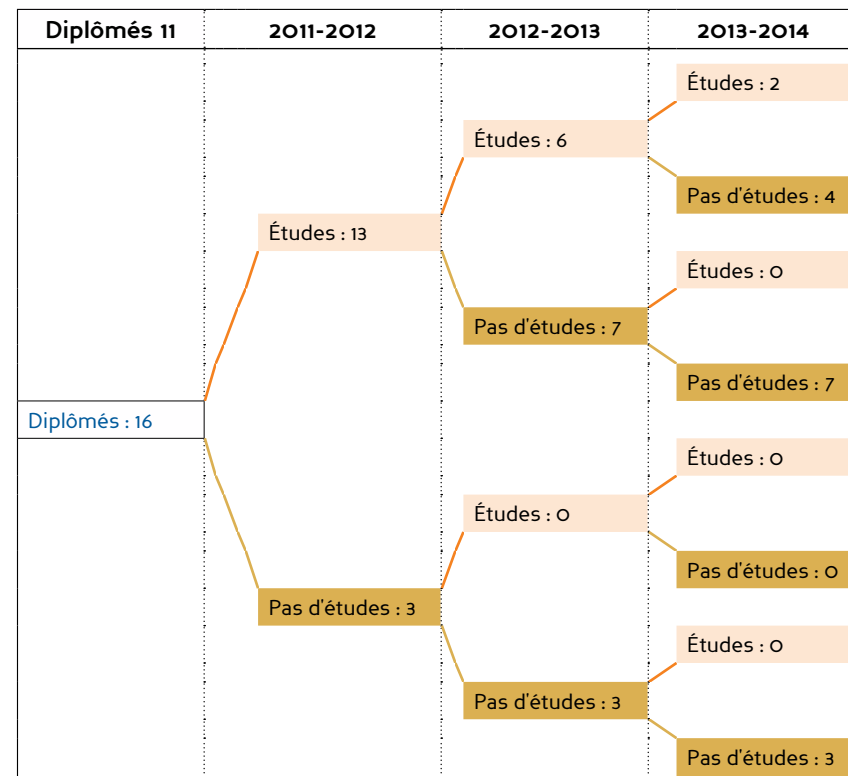 Diplômés 11 2011-2012 2012-2013 2013-2014
Études : 2
Études : 6
Pas d'études : 4
Études : 13
Études : 0
Pas d'études : 7
Pas d'études : 7
Diplômés : 16
Études : 0
Études : 0
Pas d'études : 0
Pas d'études : 3
Études : 0
Pas d'études : 3
Pas d'études : 3